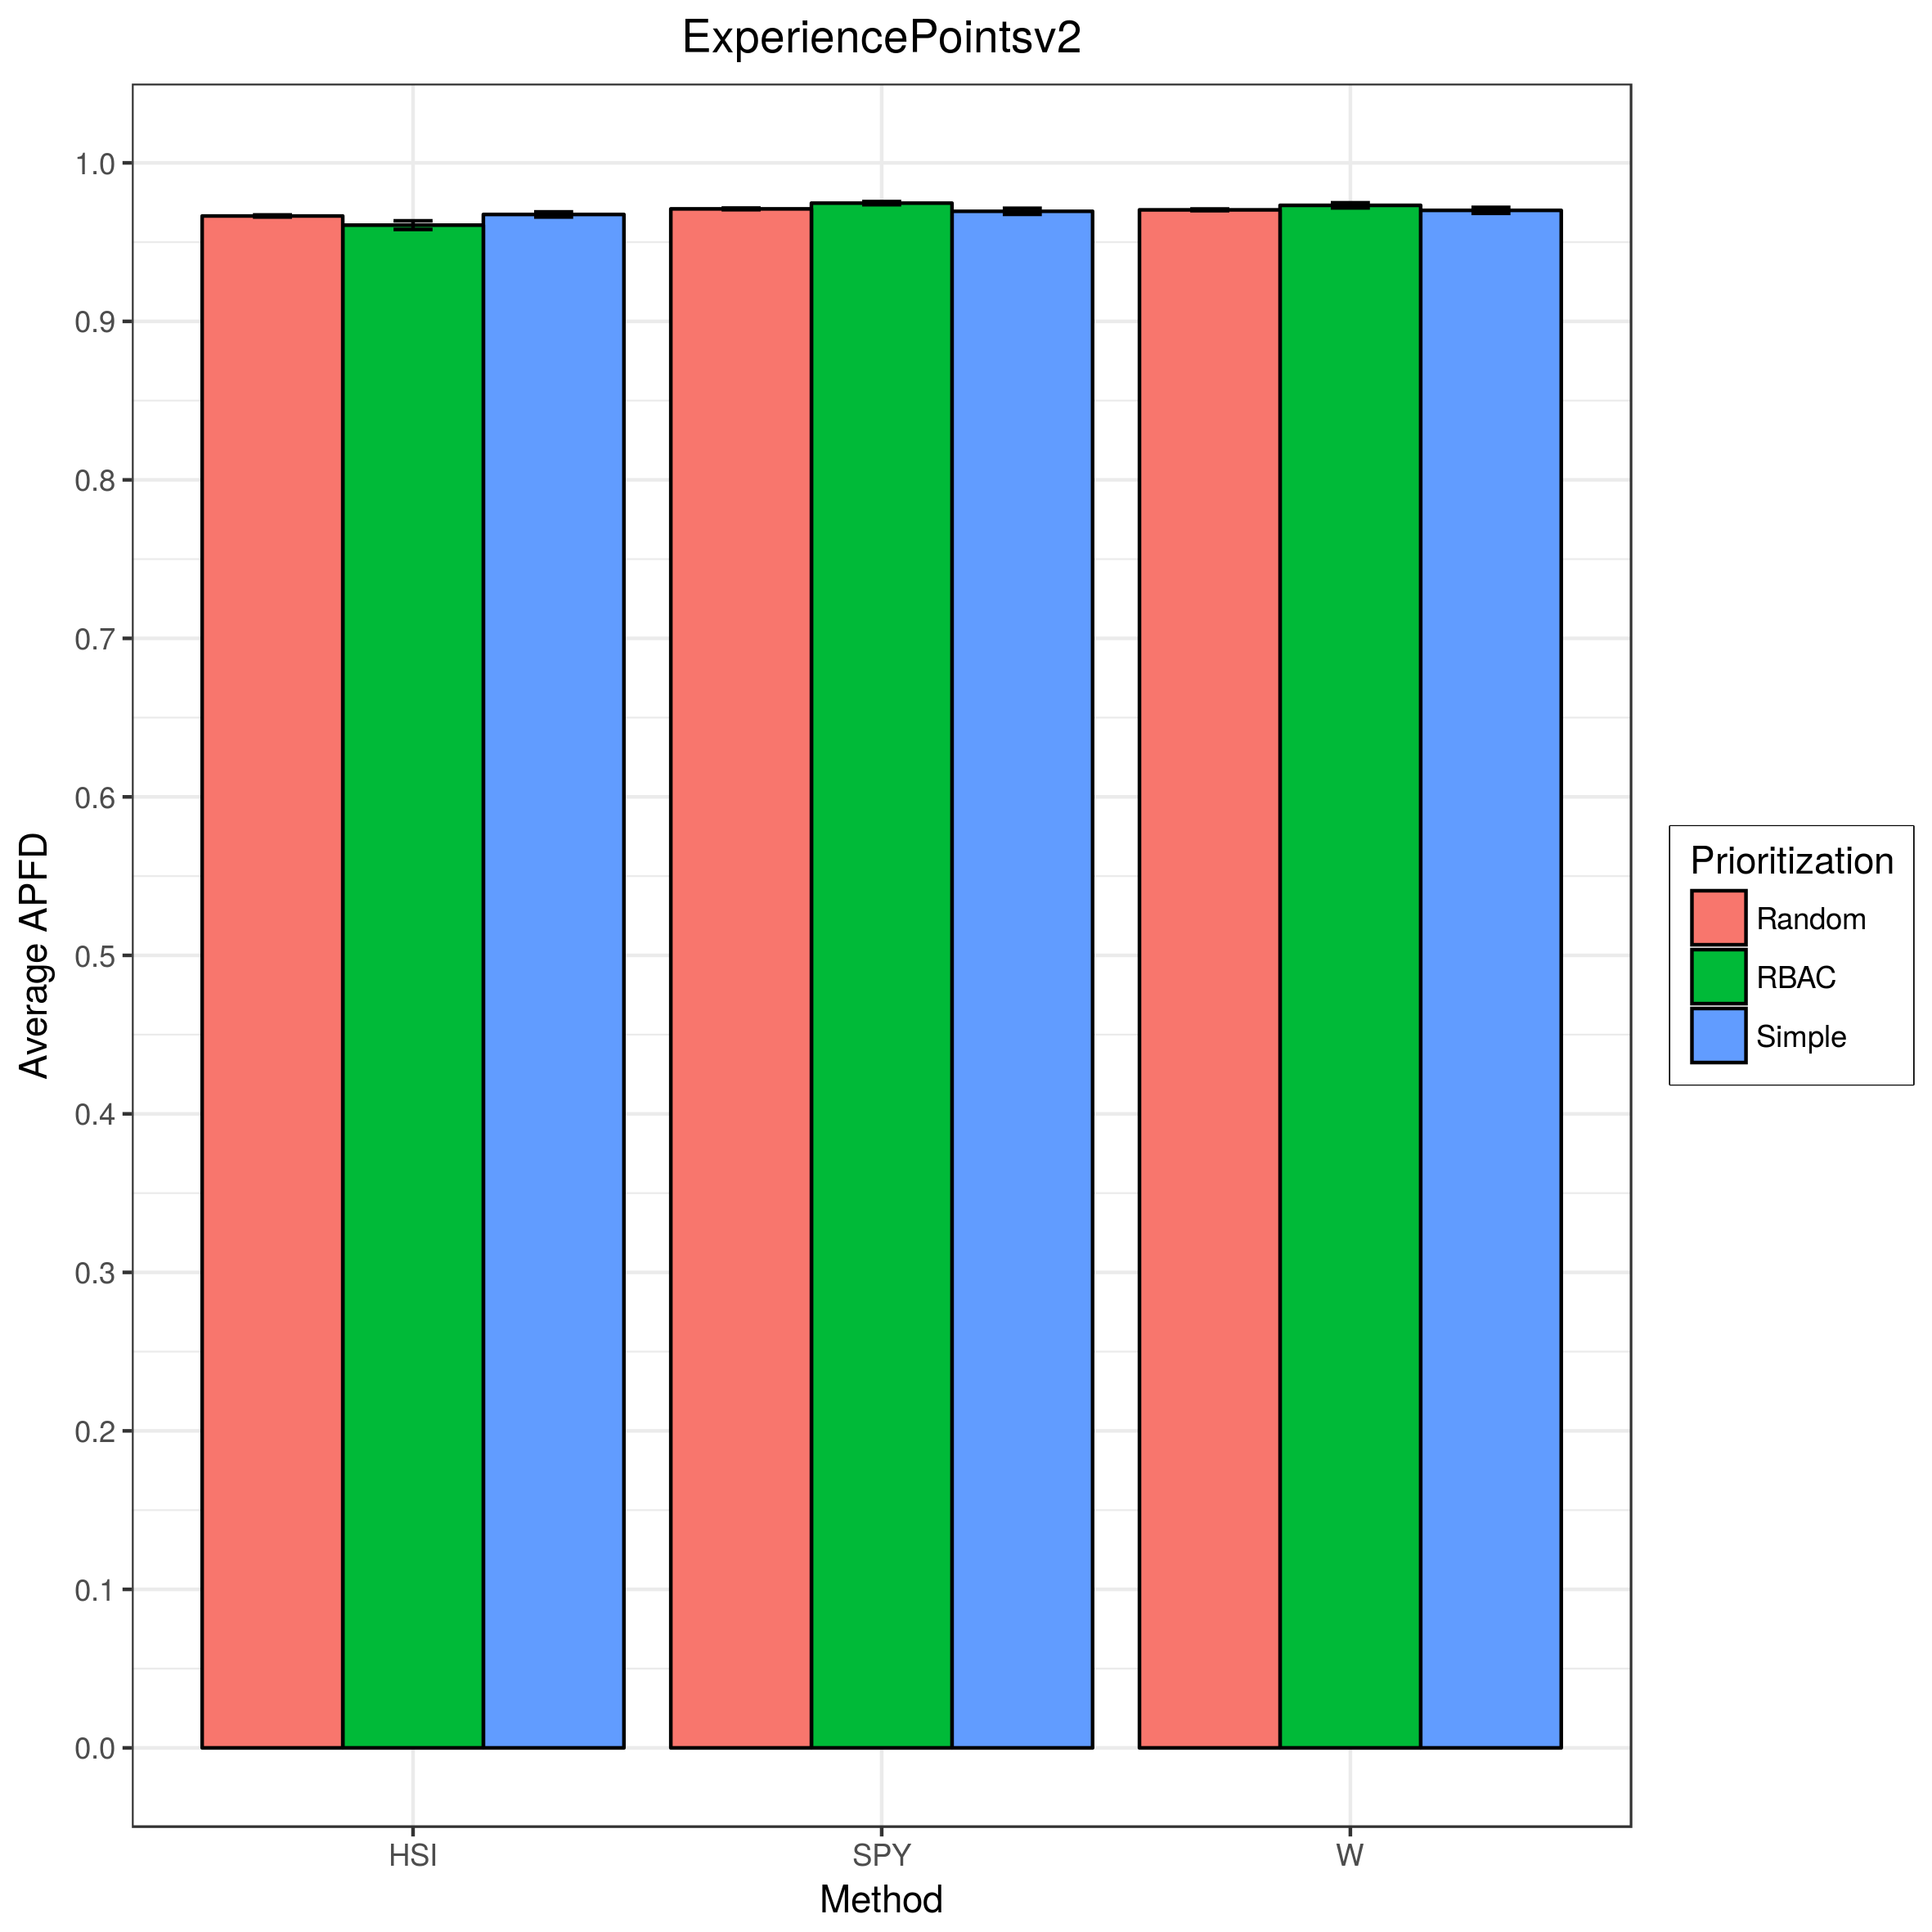 ExperiencePointsv2
1.0
0.9
0.8
0.7
0.6
0.5
0.4
0.3
0.2
0.1
0.0
Average APFD
HSI
SPY
W
Method
Prioritization
Random
RBAC
Simple